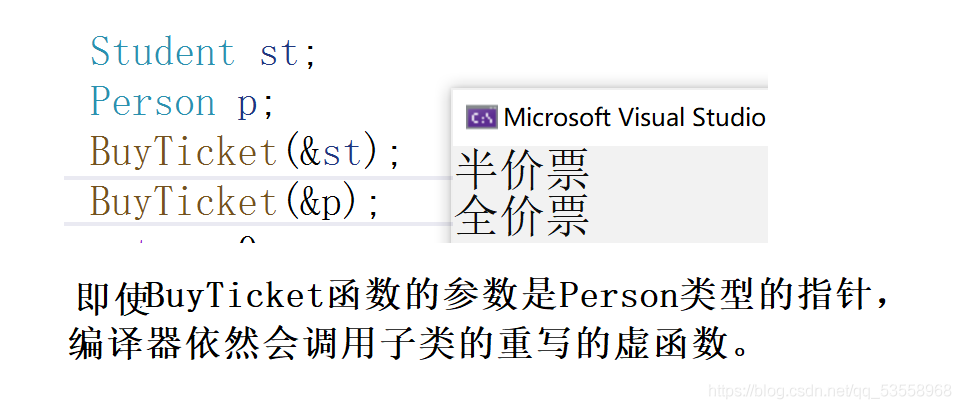 Student st;
Person p;
BuyTicket(&st);
BuyTicket(&p);
Microsoft Visual Studio
半价票
全价票
即使BuyTicket函数的参数是Person类型的指针，
编译器依然会调用子类的重写的虚函数。
https://blog.csdn.net/qq_53558968